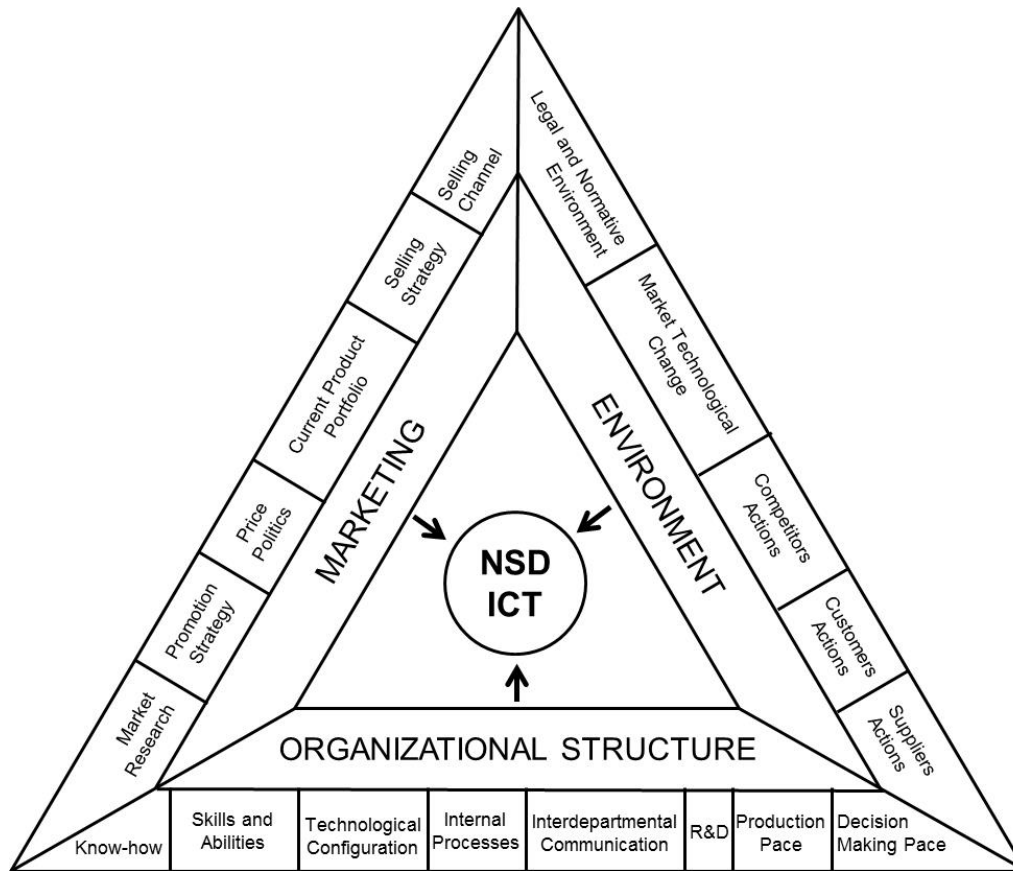 Selling
Channel
Selling
Strategy
Current Product
Portfolio
Price
Politics
Promotion
Strategy
Market
Research
MARKETING
Legal and Normative
Environment
Market Technological
Change
Competitors
Actions
Customers
Actions
Suppliers
Actions
ENVIRONMENT
NSD
ICT
ORGANIZATIONAL STRUCTURE
Know-how
Skills and
Abilities
Technological
Configuration
Internal
Processes
Interdepartmental
Communication
R&D
Production
Pace
Decision
Making Pace